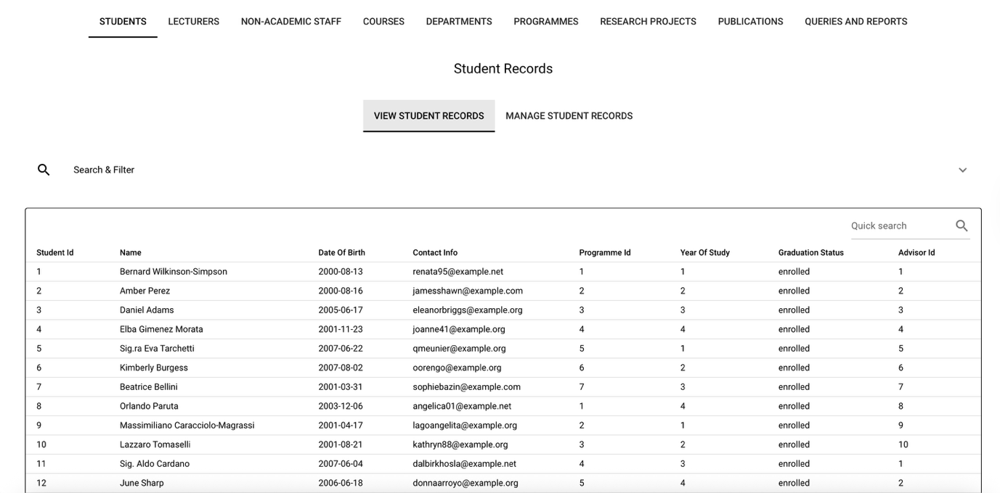 STUDENTS LECTURERS NON-ACADEMIC STAFF COURSES DEPARTMENTS PROGRAMMES RESEARCH PROJECTS PUBLICATIONS QUERIES AND REPORTS
Student Records
VIEW STUDENT RECORDS MANAGE STUDENT RECORDS
Search & Filter
Quick search
Student Id Name Date Of Birth Contact Info Programme Id Year Of Study Graduation Status Advisor Id
1 Bernard Wilkinson-Simpson 2000-08-13 renata95@example.net 1 1 enrolled 1
2 Amber Perez 2000-08-16 jamesshawn@example.com 2 2 enrolled 2
3 Daniel Adams 2005-06-17 eleanorbriggs@example.org 3 3 enrolled 3
4 Elba Gimenez Morata 2001-11-23 joanne41@example.org 4 4 enrolled 4
5 Sig.ra Eva Tarchetti 2007-06-22 qmeunier@example.org 5 1 enrolled 5
6 Kimberly Burgess 2007-08-02 oorengo@example.org 6 2 enrolled 6
7 Beatrice Bellini 2001-03-31 sophiebazin@example.com 7 3 enrolled 7
8 Orlando Paruta 2003-12-06 angelica01@example.net 1 4 enrolled 8
9 Massimiliano Caracciolo-Magrassi 2001-04-17 lagoangelita@example.org 2 1 enrolled 9
10 Lazzaro Tomaselli 2001-08-21 kathryn88@example.org 3 2 enrolled 10
11 Sig. Aldo Cardano 2007-06-04 dalbirkhosla@example.net 4 3 enrolled 1
12 June Sharp 2006-06-18 donnaarroyo@example.org 5 4 enrolled 2